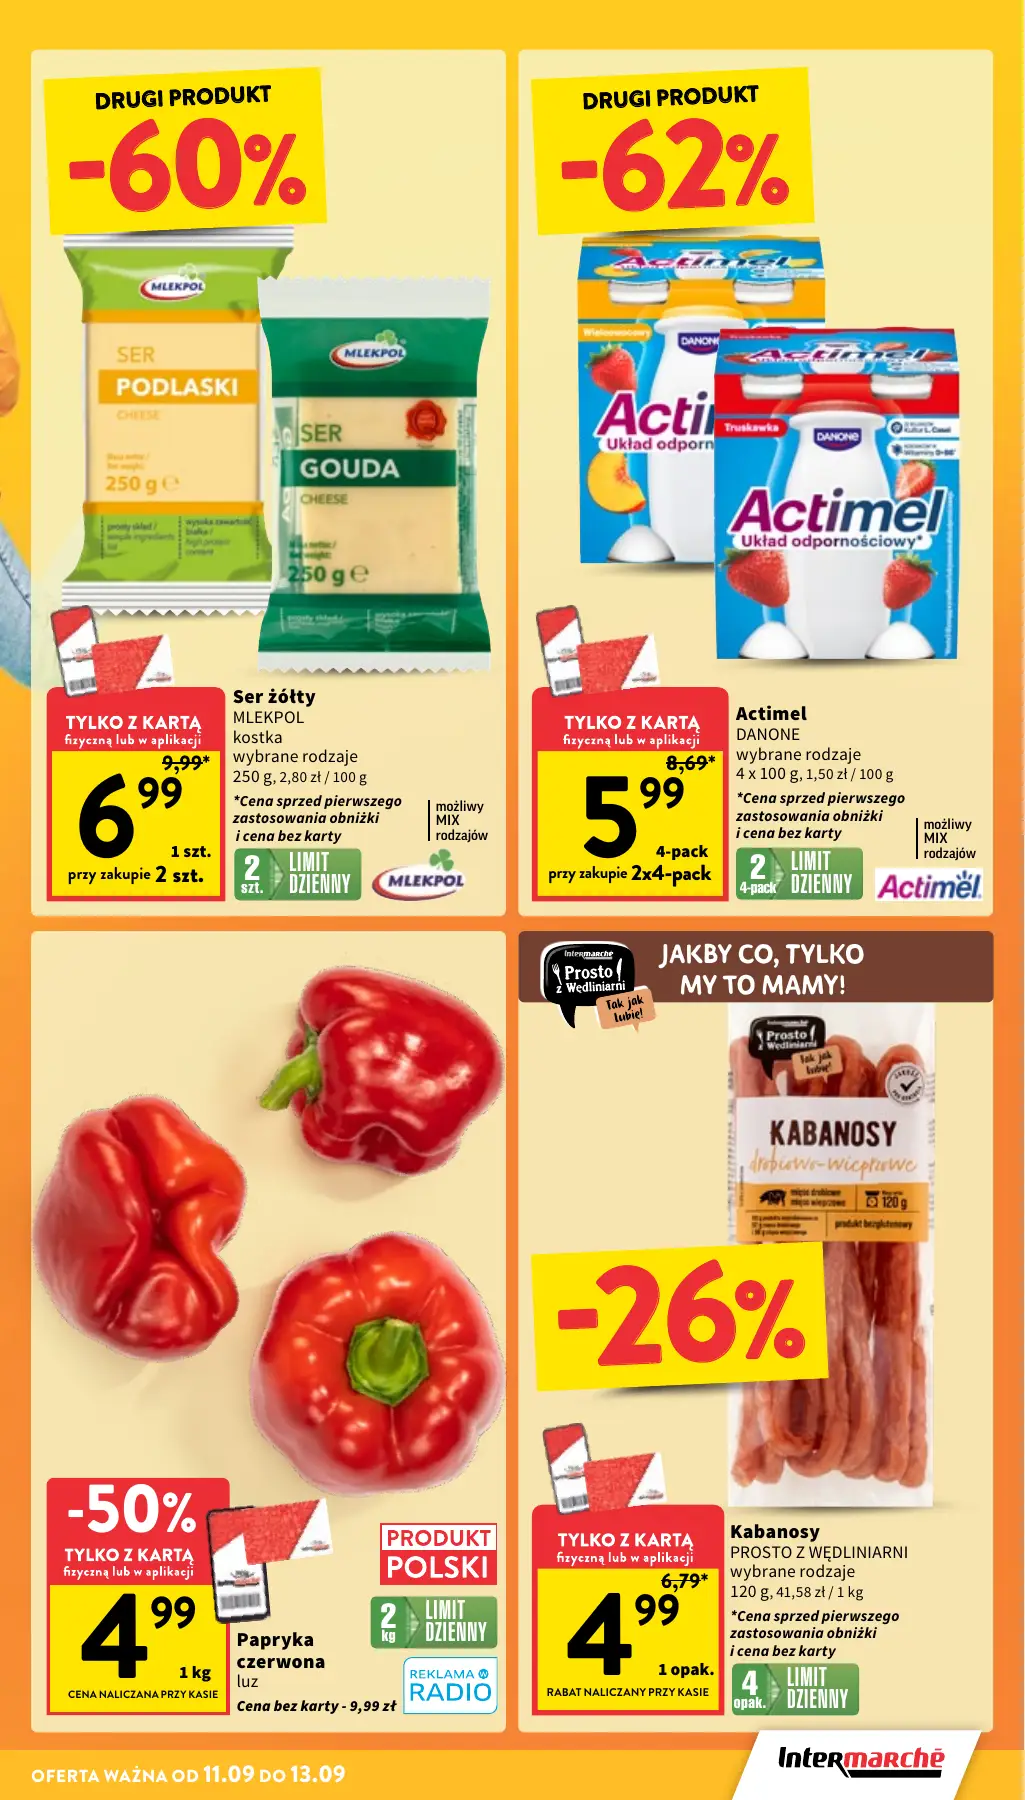 DRUGI PRODUKT
-60%
MLEKPOL
SER
PODLASKI
CHEESE
250 g e
MLEKPOL
SER
GOUDA
CHEESE
250 g e
TYLKO Z KARTĄ
fizyczną lub w aplikacji
9,99*
6 99
1 szt.
przy zakupie 2 szt.
Ser żółty
MLEKPOL
kostka
wybrane rodzaje
250 g, 2,80 zł / 100 g
*Cena sprzed pierwszego
zastosowania obniżki
i cena bez karty
2 szt. LIMIT DZIENNY
możliwy
MIX
rodzajów
MLEKPOL
DRUGI PRODUKT
-62%
Wieloowocowy
DANONE
Actimel
Układ odporn
Truskawka
DANONE
Actimel
Układ odpornościowy*
TYLKO Z KARTĄ
fizyczną lub w aplikacji
8,69*
5 99
4-pack
przy zakupie 2x4-pack
Actimel
DANONE
wybrane rodzaje
4 x 100 g, 1,50 zł / 100 g
*Cena sprzed pierwszego
zastosowania obniżki
i cena bez karty
2 4-pack LIMIT DZIENNY
możliwy
MIX
rodzajów
Actimel
-50%
TYLKO Z KARTĄ
fizyczną lub w aplikacji
4 99
1 kg
CENA NALICZANA PRZY KASIE
PRODUKT
POLSKI
2 kg LIMIT DZIENNY
Papryka
czerwona
luz
Cena bez karty - 9,99 zł
REKLAMA W
RADIO
Intermarché
Prosto
z Wędliniarni
Tak jak
lubię!
JAKBY CO, TYLKO
MY TO MAMY!
Prosto
z Wędliniarni
Tak jak
lubię!
KABANOSY
drobiowo-wieprzowe
mięso drobiowe
mięso wieprzowe
120 g
produkt bezglutenowy
-26%
TYLKO Z KARTĄ
fizyczną lub w aplikacji
6,79*
4 99
1 opak.
RABAT NALICZANY PRZY KASIE
Kabanosy
PROSTO Z WĘDLINIARNI
wybrane rodzaje
120 g, 41,58 zł / 1 kg
*Cena sprzed pierwszego
zastosowania obniżki
i cena bez karty
4 opak. LIMIT DZIENNY
OFERTA WAŻNA OD 11.09 DO 13.09
Intermarché